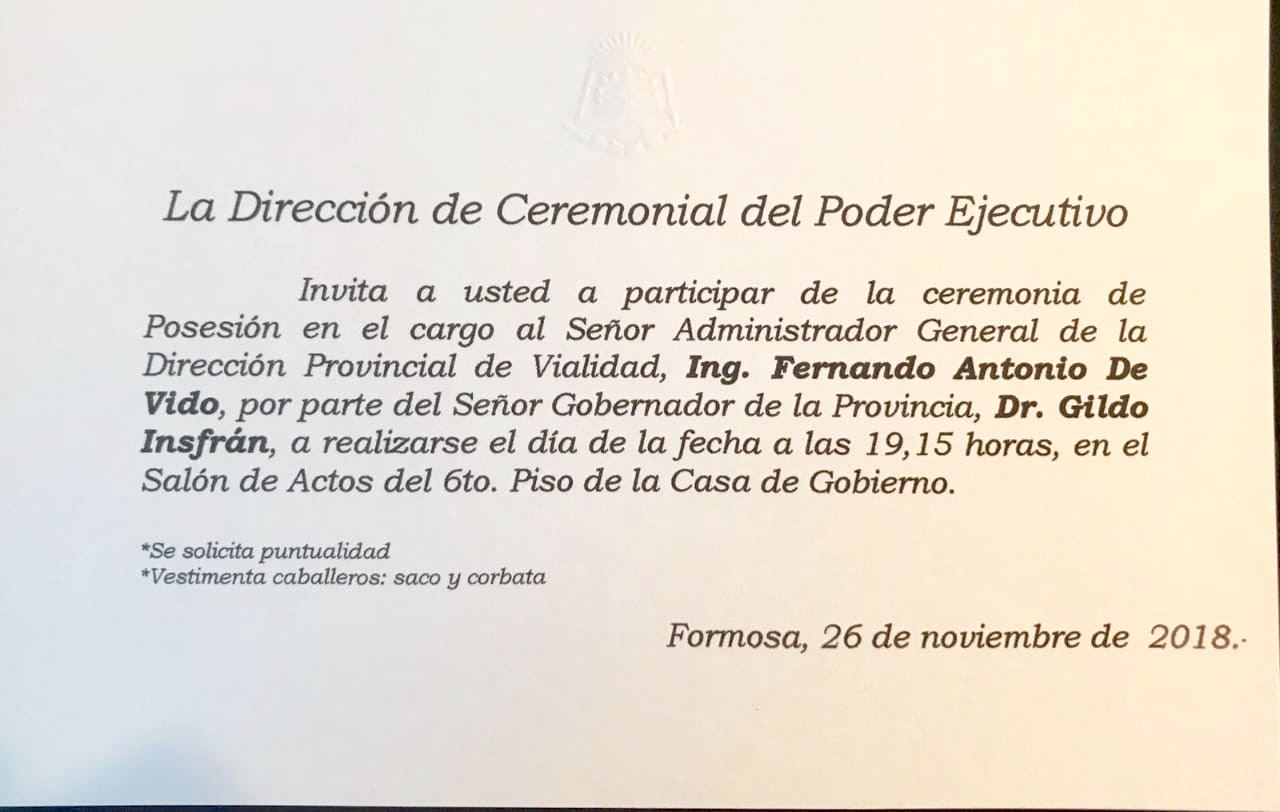 La Dirección de Ceremonial del Poder Ejecutivo
Invita a usted a participar de la ceremonia de
Posesión en el cargo al Señor Administrador General de la
Dirección Provincial de Vialidad, Ing. Fernando Antonio De
Vido, por parte del Señor Gobernador de la Provincia, Dr. Gildo
Insfrán, a realizarse el día de la fecha a las 19,15 horas, en el
Salón de Actos del 6to. Piso de la Casa de Gobierno.
*Se solicita puntualidad
*Vestimenta caballeros: saco y corbata
Formosa, 26 de noviembre de 2018.-